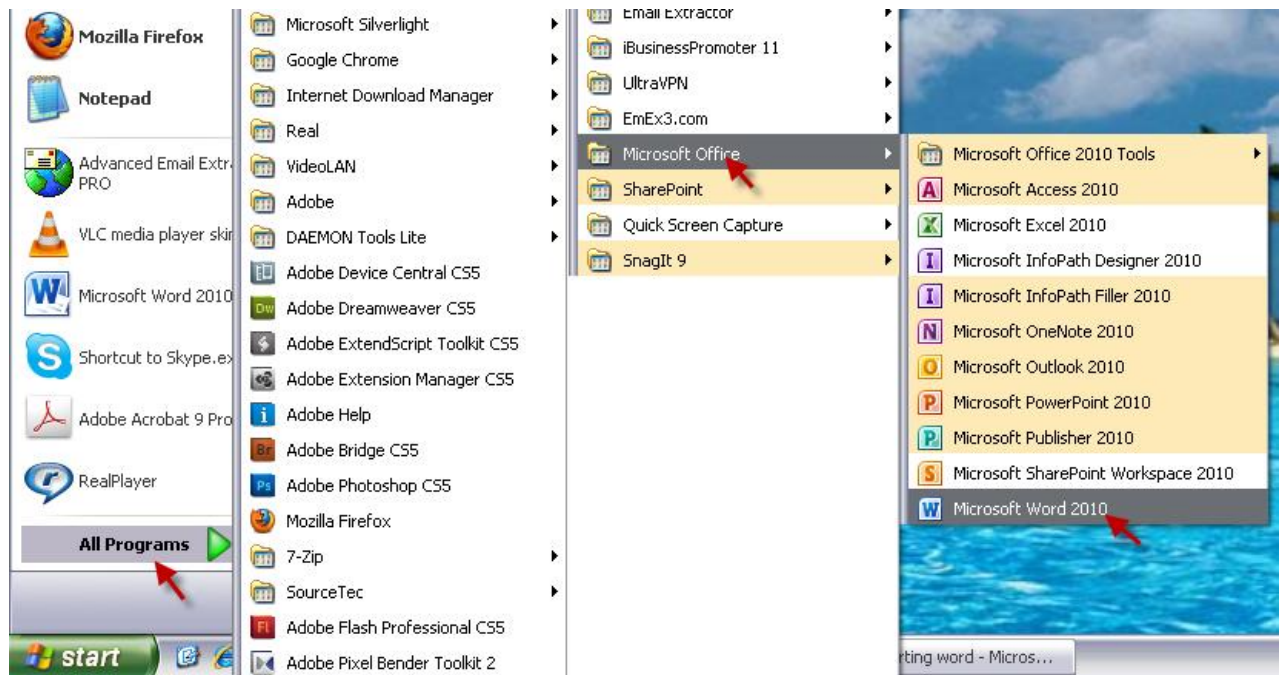 Mozilla Firefox
Notepad
Advanced Email Extr
PRO
VLC media player skin
Microsoft Word 2010
Shortcut to Skype.ex
Adobe Acrobat 9 Pro
RealPlayer
All Programs
start
Microsoft Silverlight
Google Chrome
Internet Download Manager
Real
VideoLAN
Adobe
DAEMON Tools Lite
Adobe Device Central CS5
Adobe Dreamweaver CS5
Adobe ExtendScript Toolkit CS5
Adobe Extension Manager CS5
Adobe Help
Adobe Bridge CS5
Adobe Photoshop CS5
Mozilla Firefox
7-Zip
SourceTec
Adobe Flash Professional CS5
Adobe Pixel Bender Toolkit 2
Email Extractor
iBusinessPromoter 11
UltraVPN
EmEx3.com
Microsoft Office
SharePoint
Quick Screen Capture
SnagIt 9
Microsoft Office 2010 Tools
Microsoft Access 2010
Microsoft Excel 2010
Microsoft InfoPath Designer 2010
Microsoft InfoPath Filler 2010
Microsoft OneNote 2010
Microsoft Outlook 2010
Microsoft PowerPoint 2010
Microsoft Publisher 2010
Microsoft SharePoint Workspace 2010
Microsoft Word 2010
rting word - Micros...